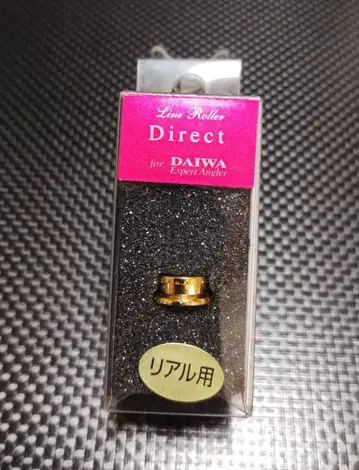 Line Roller
Direct
for DAIWA
Expert Angler
リアル用